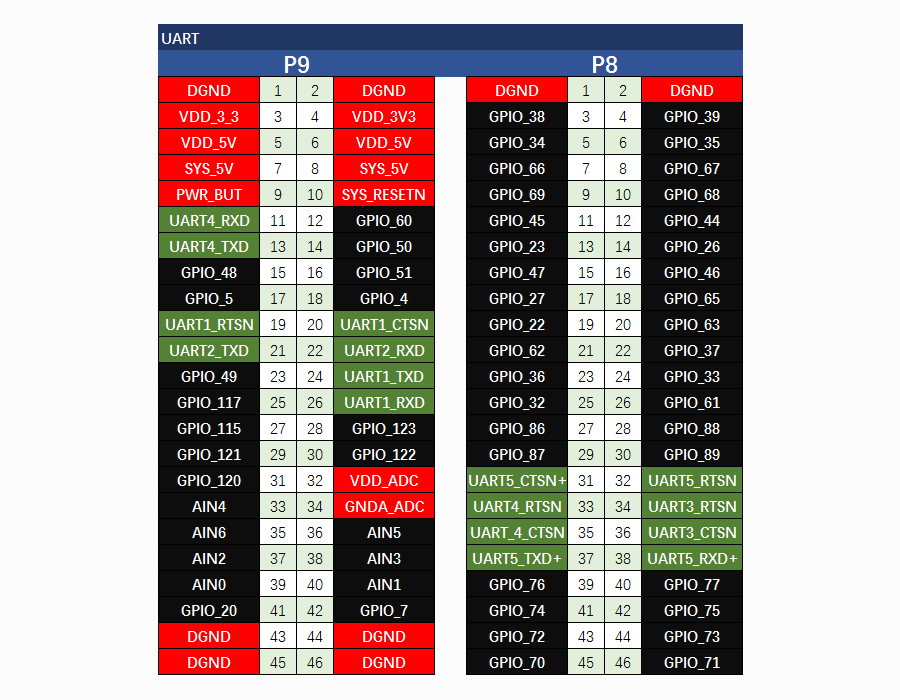 UART
P9 P8
DGND 1 2 DGND DGND 1 2 DGND
VDD_3_3 3 4 VDD_3V3 GPIO_38 3 4 GPIO_39
VDD_5V 5 6 VDD_5V GPIO_34 5 6 GPIO_35
SYS_5V 7 8 SYS_5V GPIO_66 7 8 GPIO_67
PWR_BUT 9 10 SYS_RESETN GPIO_69 9 10 GPIO_68
UART4_RXD 11 12 GPIO_60 GPIO_45 11 12 GPIO_44
UART4_TXD 13 14 GPIO_50 GPIO_23 13 14 GPIO_26
GPIO_48 15 16 GPIO_51 GPIO_47 15 16 GPIO_46
GPIO_5 17 18 GPIO_4 GPIO_27 17 18 GPIO_65
UART1_RTSN 19 20 UART1_CTSN GPIO_22 19 20 GPIO_63
UART2_TXD 21 22 UART2_RXD GPIO_62 21 22 GPIO_37
GPIO_49 23 24 UART1_TXD GPIO_36 23 24 GPIO_33
GPIO_117 25 26 UART1_RXD GPIO_32 25 26 GPIO_61
GPIO_115 27 28 GPIO_123 GPIO_86 27 28 GPIO_88
GPIO_121 29 30 GPIO_122 GPIO_87 29 30 GPIO_89
GPIO_120 31 32 VDD_ADC UART5_CTSN+ 31 32 UART5_RTSN
AIN4 33 34 GNDA_ADC UART4_RTSN 33 34 UART3_RTSN
AIN6 35 36 AIN5 UART_4_CTSN 35 36 UART3_CTSN
AIN2 37 38 AIN3 UART5_TXD+ 37 38 UART5_RXD+
AIN0 39 40 AIN1 GPIO_76 39 40 GPIO_77
GPIO_20 41 42 GPIO_7 GPIO_74 41 42 GPIO_75
DGND 43 44 DGND GPIO_72 43 44 GPIO_73
DGND 45 46 DGND GPIO_70 45 46 GPIO_71